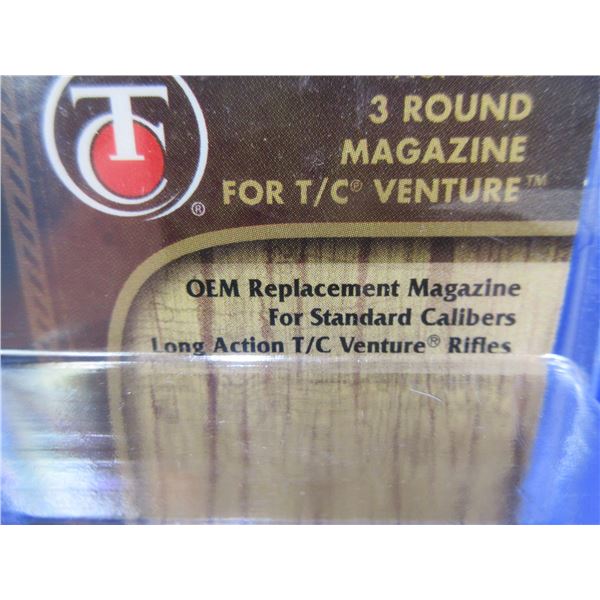 TC®
3 ROUND
MAGAZINE
FOR T/C® VENTURE™
OEM Replacement Magazine
For Standard Calibers
Long Action T/C Venture® Rifles